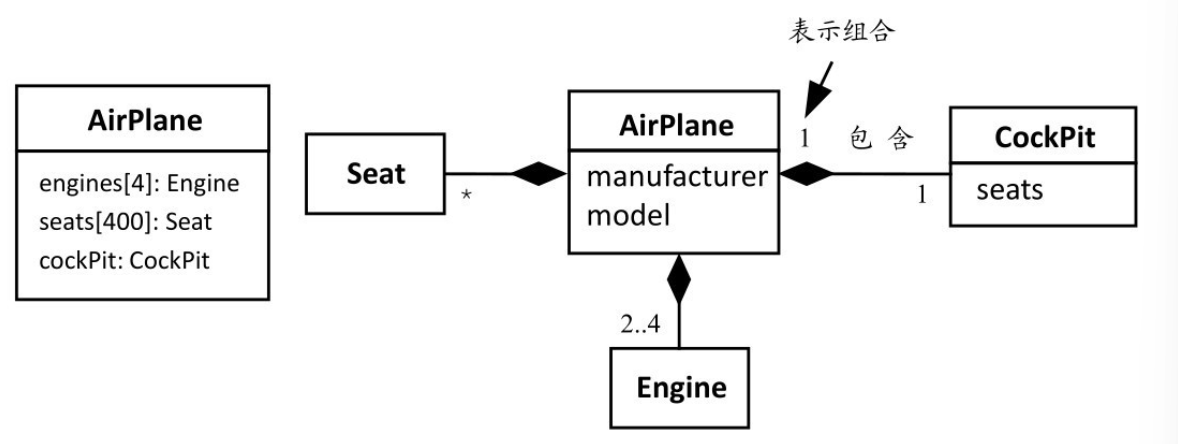 表示组合
AirPlane
engines[4]: Engine
seats[400]: Seat
cockPit: CockPit
Seat
*
AirPlane
manufacturer
model
1 包 含
1
CockPit
seats
2..4
Engine